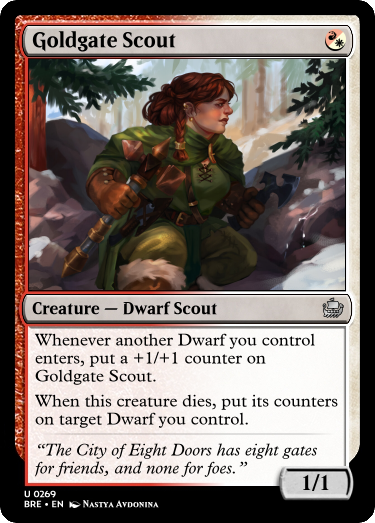 Goldgate Scout
Creature — Dwarf Scout
Whenever another Dwarf you control
enters, put a +1/+1 counter on
Goldgate Scout.
When this creature dies, put its counters
on target Dwarf you control.
“The City of Eight Doors has eight gates
for friends, and none for foes.”
1/1
U 0269
BRE • EN Nastya Avdonina